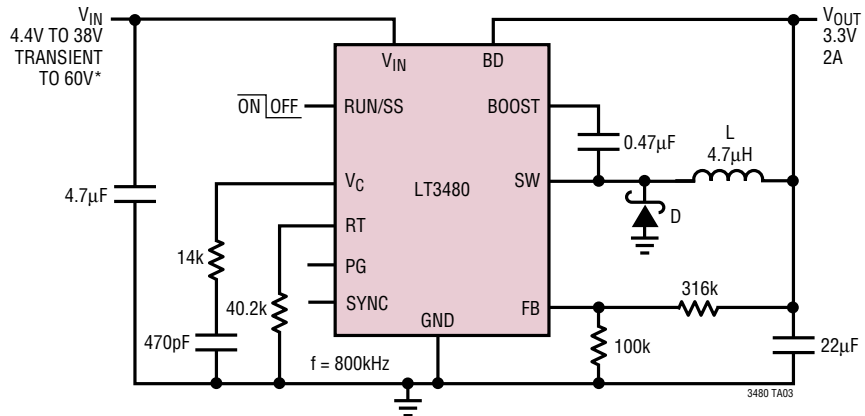 VIN
4.4V TO 38V
TRANSIENT
TO 60V*
VOUT
3.3V
2A
VIN
BD
ON OFF
RUN/SS
BOOST
0.47µF
L
4.7µH
4.7µF
VC
LT3480
SW
D
RT
14k
PG
40.2k
SYNC
316k
FB
GND
470pF
f = 800kHz
100k
22µF
3480 TA03